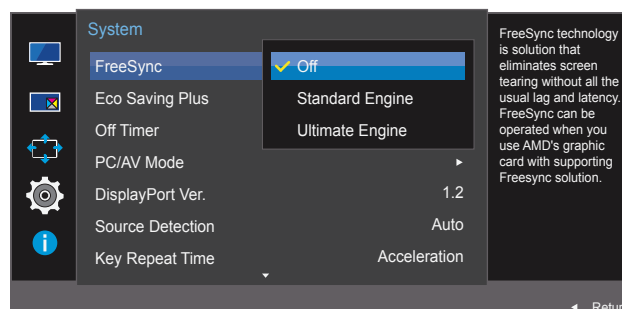 System
FreeSync
Off
Eco Saving Plus
Standard Engine
Off Timer
Ultimate Engine
PC/AV Mode
DisplayPort Ver.
1.2
Source Detection
Auto
Key Repeat Time
Acceleration
FreeSync technology
is solution that
eliminates screen
tearing without all the
usual lag and latency.
FreeSync can be
operated when you
use AMD's graphic
card with supporting
Freesync solution.
Retur